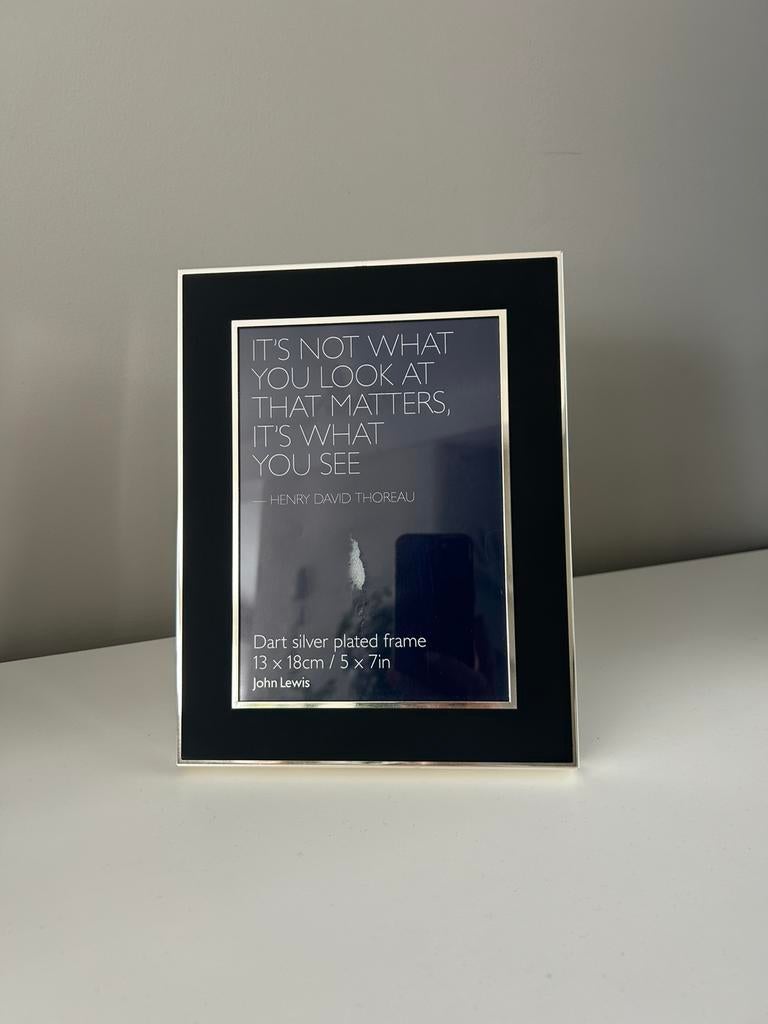 IT'S NOT WHAT
YOU LOOK AT
THAT MATTERS,
IT'S WHAT
YOU SEE
— HENRY DAVID THOREAU
Dart silver plated frame
13 x 18cm / 5 x 7in
John Lewis